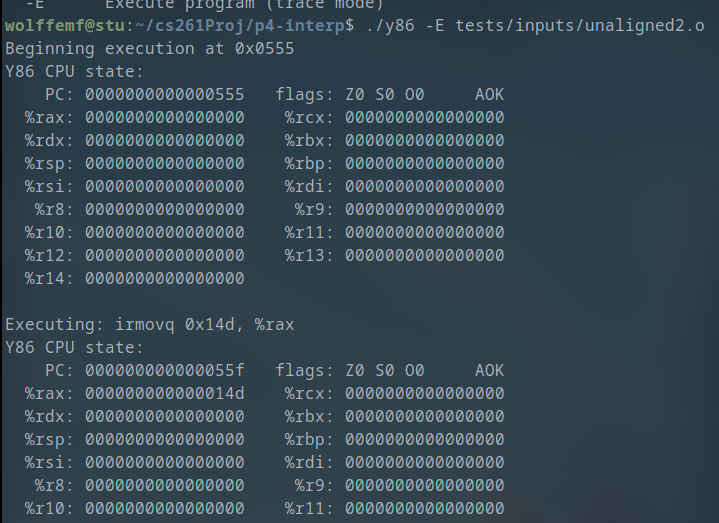 -E      Execute program (trace mode)
wolffemf@stu:~/cs261Proj/p4-interp$ ./y86 -E tests/inputs/unaligned2.o
Beginning execution at 0x0555
Y86 CPU state:
    PC: 0000000000000555   flags: Z0 S0 O0     AOK
  %rax: 0000000000000000    %rcx: 0000000000000000
  %rdx: 0000000000000000    %rbx: 0000000000000000
  %rsp: 0000000000000000    %rbp: 0000000000000000
  %rsi: 0000000000000000    %rdi: 0000000000000000
   %r8: 0000000000000000     %r9: 0000000000000000
  %r10: 0000000000000000    %r11: 0000000000000000
  %r12: 0000000000000000    %r13: 0000000000000000
  %r14: 0000000000000000

Executing: irmovq 0x14d, %rax
Y86 CPU state:
    PC: 000000000000055f   flags: Z0 S0 O0     AOK
  %rax: 000000000000014d    %rcx: 0000000000000000
  %rdx: 0000000000000000    %rbx: 0000000000000000
  %rsp: 0000000000000000    %rbp: 0000000000000000
  %rsi: 0000000000000000    %rdi: 0000000000000000
   %r8: 0000000000000000     %r9: 0000000000000000
  %r10: 0000000000000000    %r11: 0000000000000000